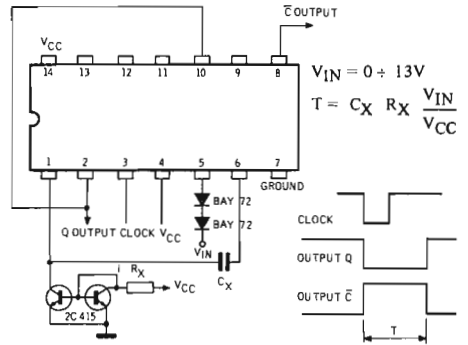 C̅ OUTPUT
V_CC
14 13 12 11 10 9 8
1 2 3 4 5 6 7
GROUND
Q OUTPUT CLOCK V_CC
BAY 72
BAY 72
V_IN
C_X
i R_X V_CC
2C 415
V_IN = 0 ÷ 13V
T = C_X R_X V_IN / V_CC
CLOCK
OUTPUT Q
OUTPUT C̅
T